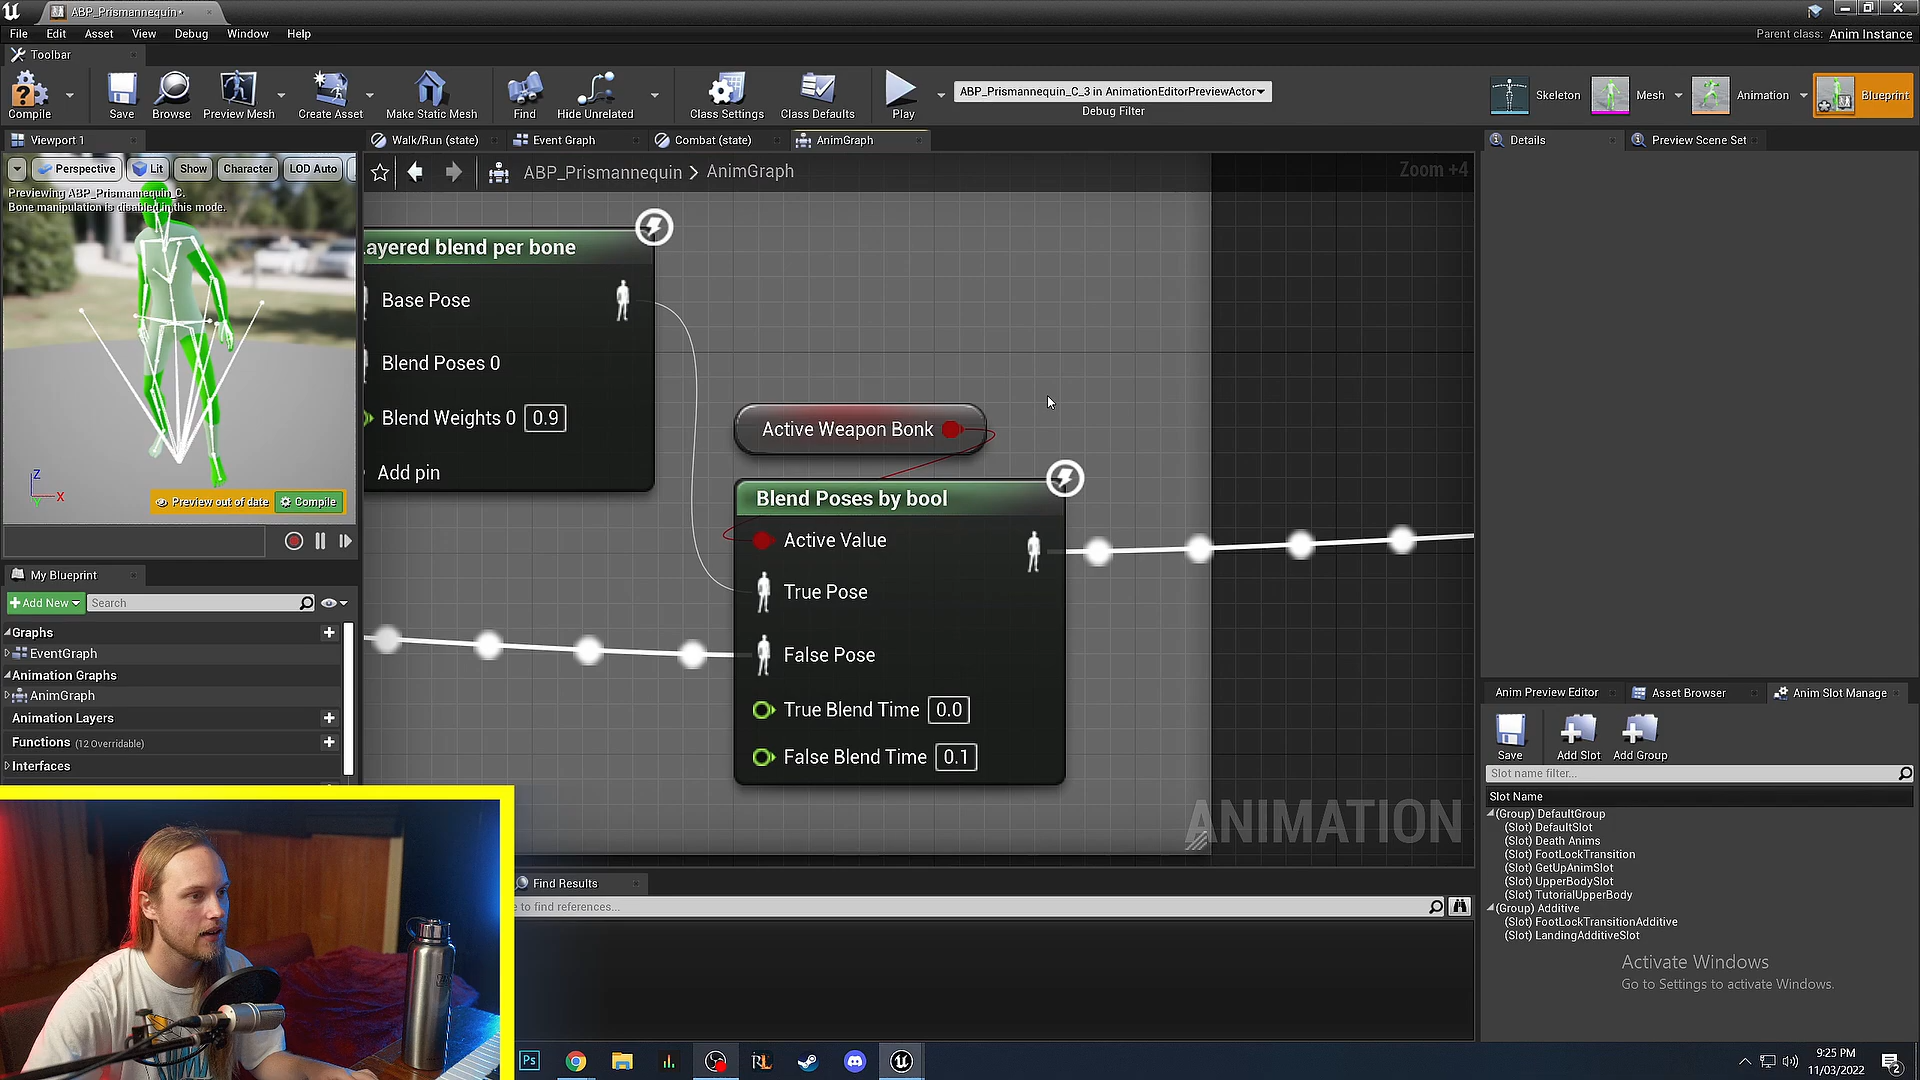 ABP_Prismannequin•
File Edit Asset View Debug Window Help
Parent class: Anim Instance
Toolbar
Compile Save Browse Preview Mesh Create Asset Make Static Mesh Find Hide Unrelated Class Settings Class Defaults Play
ABP_Prismannequin_C_3 in AnimationEditorPreviewActor
Debug Filter
Skeleton Mesh Animation Blueprint
Viewport 1
Walk/Run (state) Event Graph Combat (state) AnimGraph
Details Preview Scene Set
Perspective Lit Show Character LOD Auto
Previewing ABP_Prismannequin_C.
Bone manipulation is disabled in this mode.
Z
X
Y
Preview out of date Compile
ABP_Prismannequin > AnimGraph
Zoom +4
ayered blend per bone
Base Pose
Blend Poses 0
Blend Weights 0 0.9
Add pin
Active Weapon Bonk
Blend Poses by bool
Active Value
True Pose
False Pose
True Blend Time 0.0
False Blend Time 0.1
ANIMATION
My Blueprint
+Add New Search
Graphs
EventGraph
Animation Graphs
AnimGraph
Animation Layers
Functions (12 Overridable)
Interfaces
Find Results
e to find references...
Anim Preview Editor Asset Browser Anim Slot Manage
Save Add Slot Add Group
Slot name filter...
Slot Name
(Group) DefaultGroup
(Slot) DefaultSlot
(Slot) Death Anims
(Slot) FootLockTransition
(Slot) GetUpAnimSlot
(Slot) UpperBodySlot
(Slot) TutorialUpperBody
(Group) Additive
(Slot) FootLockTransitionAdditive
(Slot) LandingAdditiveSlot
Activate Windows
Go to Settings to activate Windows.
Ps
RL
9:25 PM
11/03/2022
2